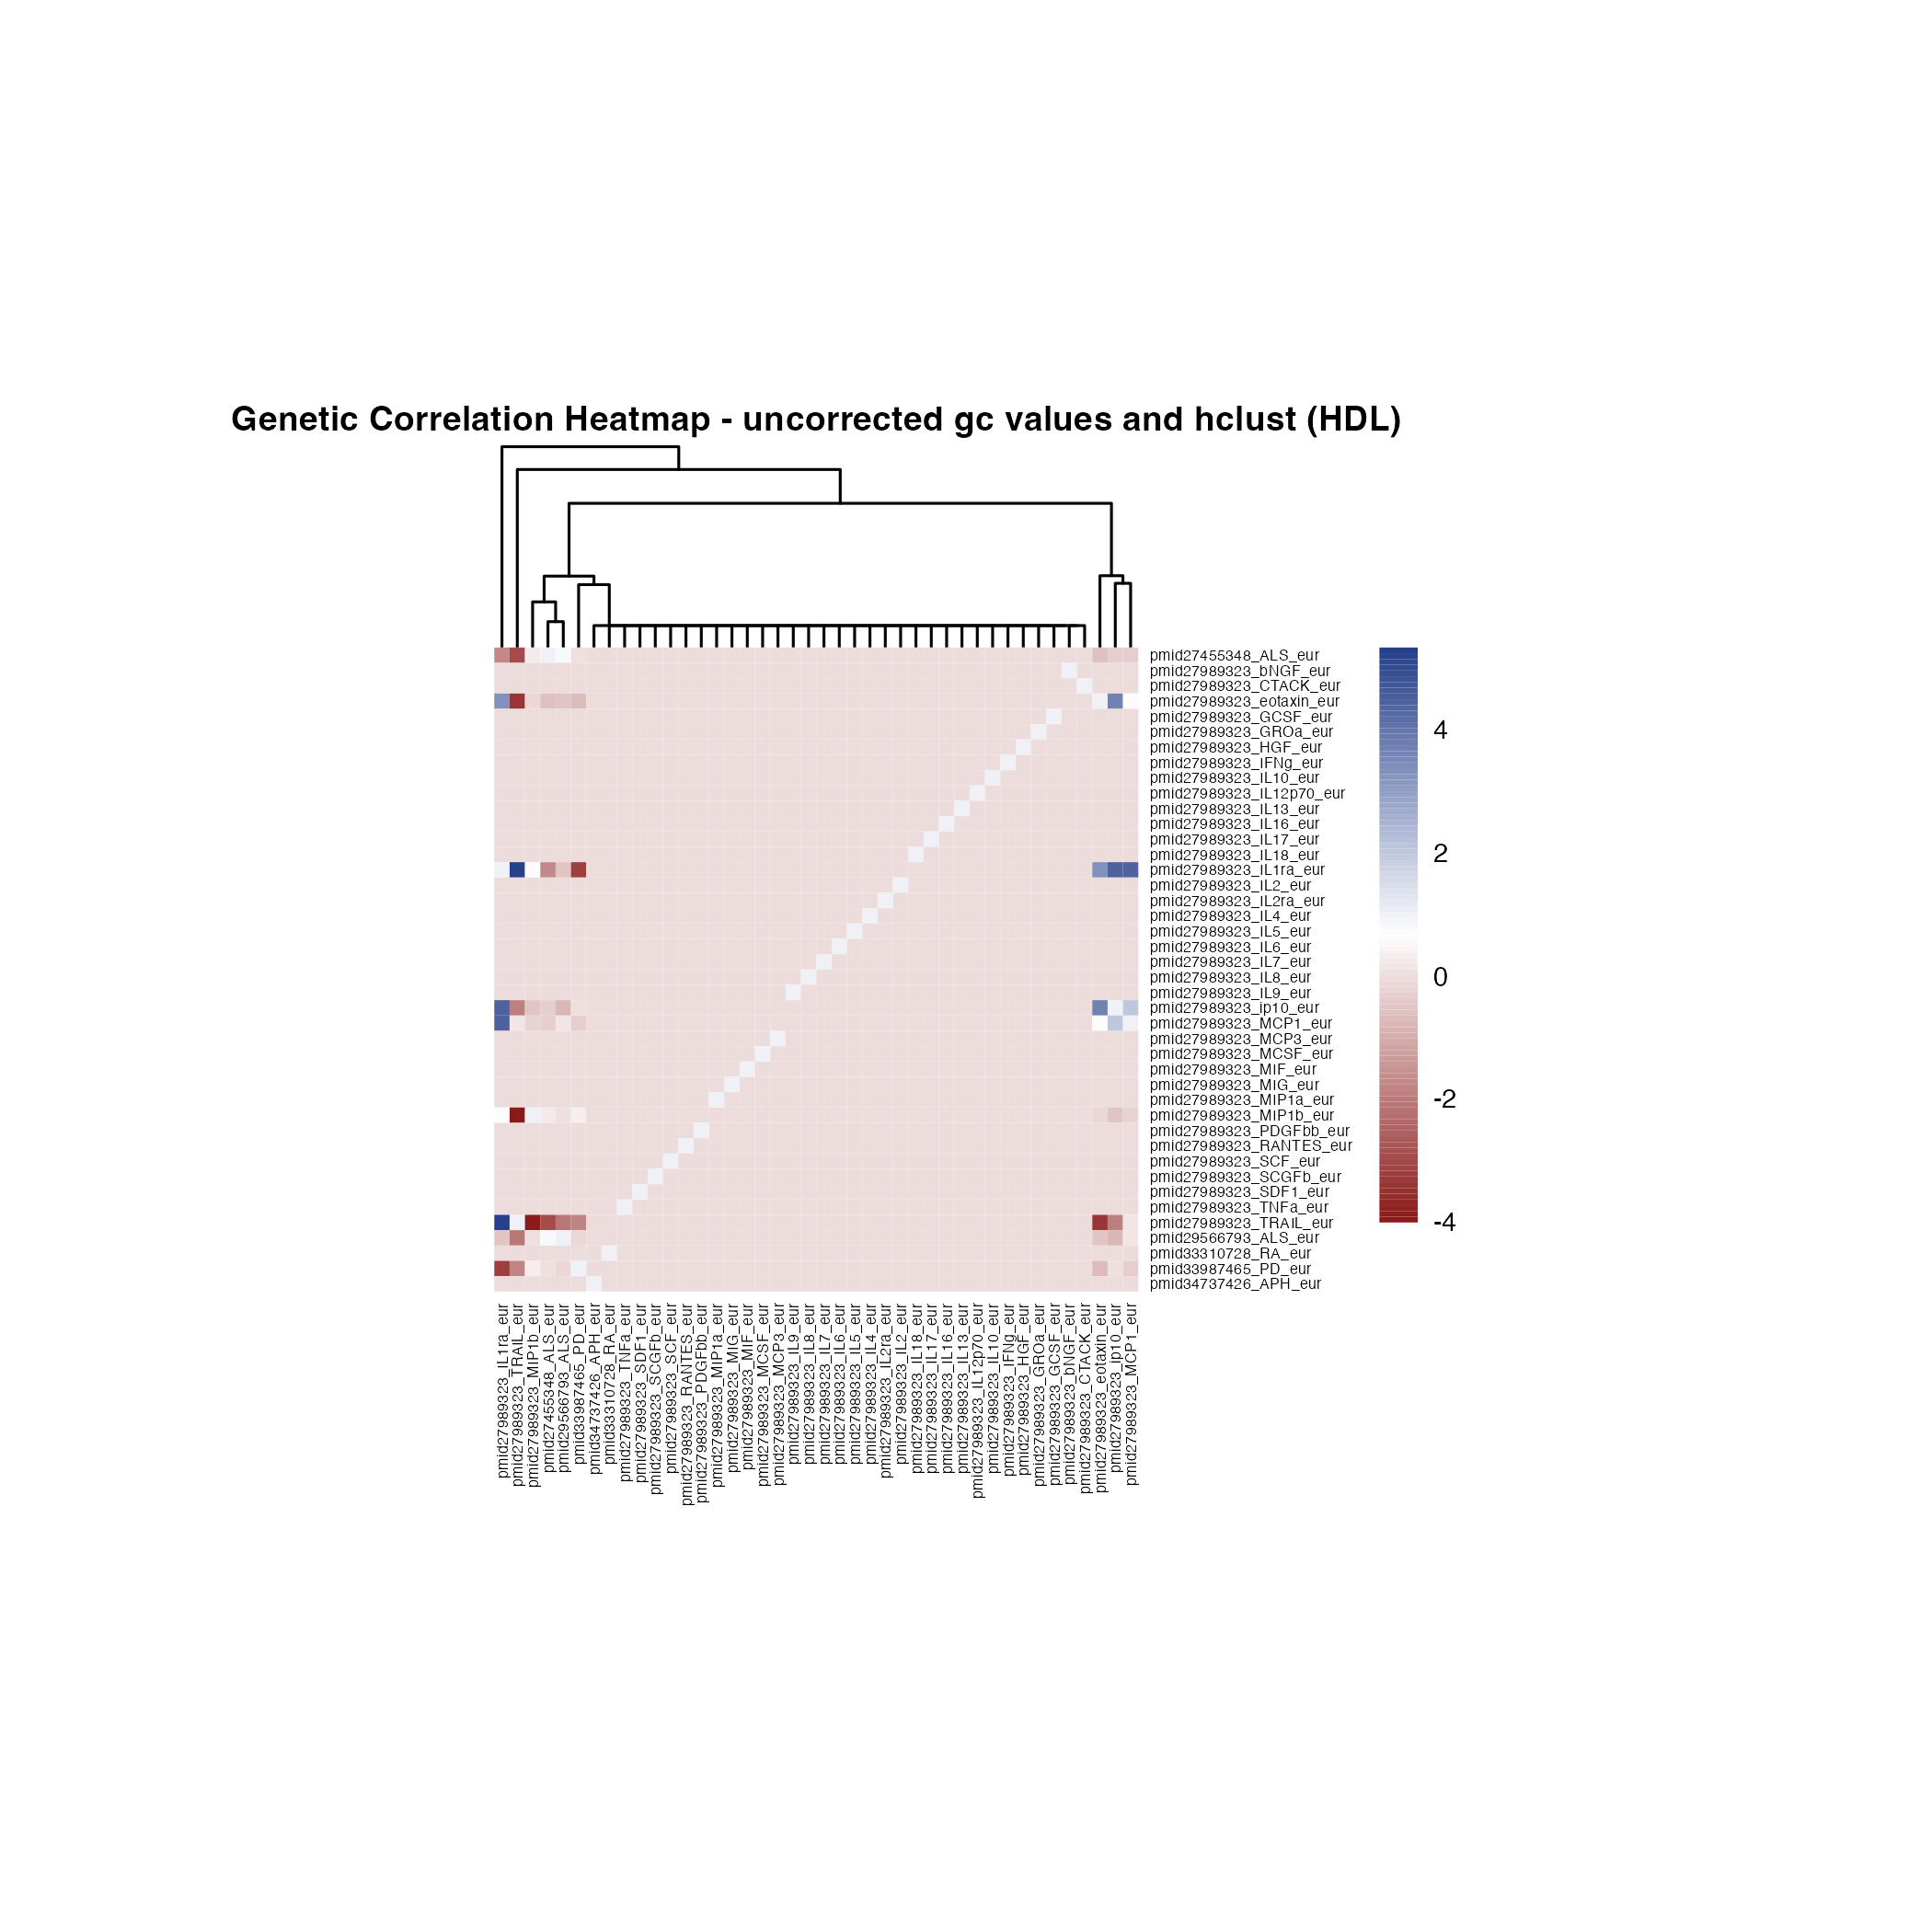 Genetic Correlation Heatmap - uncorrected gc values and hclust (HDL)
pmid27455348_ALS_eur
pmid27989323_bNGF_eur
pmid27989323_CTACK_eur
pmid27989323_eotaxin_eur
pmid27989323_GCSF_eur
pmid27989323_GROa_eur
pmid27989323_HGF_eur
pmid27989323_IFNg_eur
pmid27989323_IL10_eur
pmid27989323_IL12p70_eur
pmid27989323_IL13_eur
pmid27989323_IL16_eur
pmid27989323_IL17_eur
pmid27989323_IL18_eur
pmid27989323_IL1ra_eur
pmid27989323_IL2_eur
pmid27989323_IL2ra_eur
pmid27989323_IL4_eur
pmid27989323_IL5_eur
pmid27989323_IL6_eur
pmid27989323_IL7_eur
pmid27989323_IL8_eur
pmid27989323_IL9_eur
pmid27989323_ip10_eur
pmid27989323_MCP1_eur
pmid27989323_MCP3_eur
pmid27989323_MCSF_eur
pmid27989323_MIF_eur
pmid27989323_MIG_eur
pmid27989323_MIP1a_eur
pmid27989323_MIP1b_eur
pmid27989323_PDGFbb_eur
pmid27989323_RANTES_eur
pmid27989323_SCF_eur
pmid27989323_SCGFb_eur
pmid27989323_SDF1_eur
pmid27989323_TNFa_eur
pmid27989323_TRAIL_eur
pmid29566793_ALS_eur
pmid33310728_RA_eur
pmid33987465_PD_eur
pmid34737426_APH_eur
4
2
0
-2
-4
pmid27989323_IL1ra_eur
pmid27989323_TRAIL_eur
pmid27989323_MIP1b_eur
pmid27455348_ALS_eur
pmid29566793_ALS_eur
pmid33987465_PD_eur
pmid34737426_APH_eur
pmid33310728_RA_eur
pmid27989323_TNFa_eur
pmid27989323_SDF1_eur
pmid27989323_SCGFb_eur
pmid27989323_SCF_eur
pmid27989323_RANTES_eur
pmid27989323_PDGFbb_eur
pmid27989323_MIP1a_eur
pmid27989323_MIG_eur
pmid27989323_MIF_eur
pmid27989323_MCSF_eur
pmid27989323_MCP3_eur
pmid27989323_IL9_eur
pmid27989323_IL8_eur
pmid27989323_IL7_eur
pmid27989323_IL6_eur
pmid27989323_IL5_eur
pmid27989323_IL4_eur
pmid27989323_IL2ra_eur
pmid27989323_IL2_eur
pmid27989323_IL18_eur
pmid27989323_IL17_eur
pmid27989323_IL16_eur
pmid27989323_IL13_eur
pmid27989323_IL12p70_eur
pmid27989323_IL10_eur
pmid27989323_IFNg_eur
pmid27989323_HGF_eur
pmid27989323_GROa_eur
pmid27989323_GCSF_eur
pmid27989323_bNGF_eur
pmid27989323_CTACK_eur
pmid27989323_eotaxin_eur
pmid27989323_ip10_eur
pmid27989323_MCP1_eur